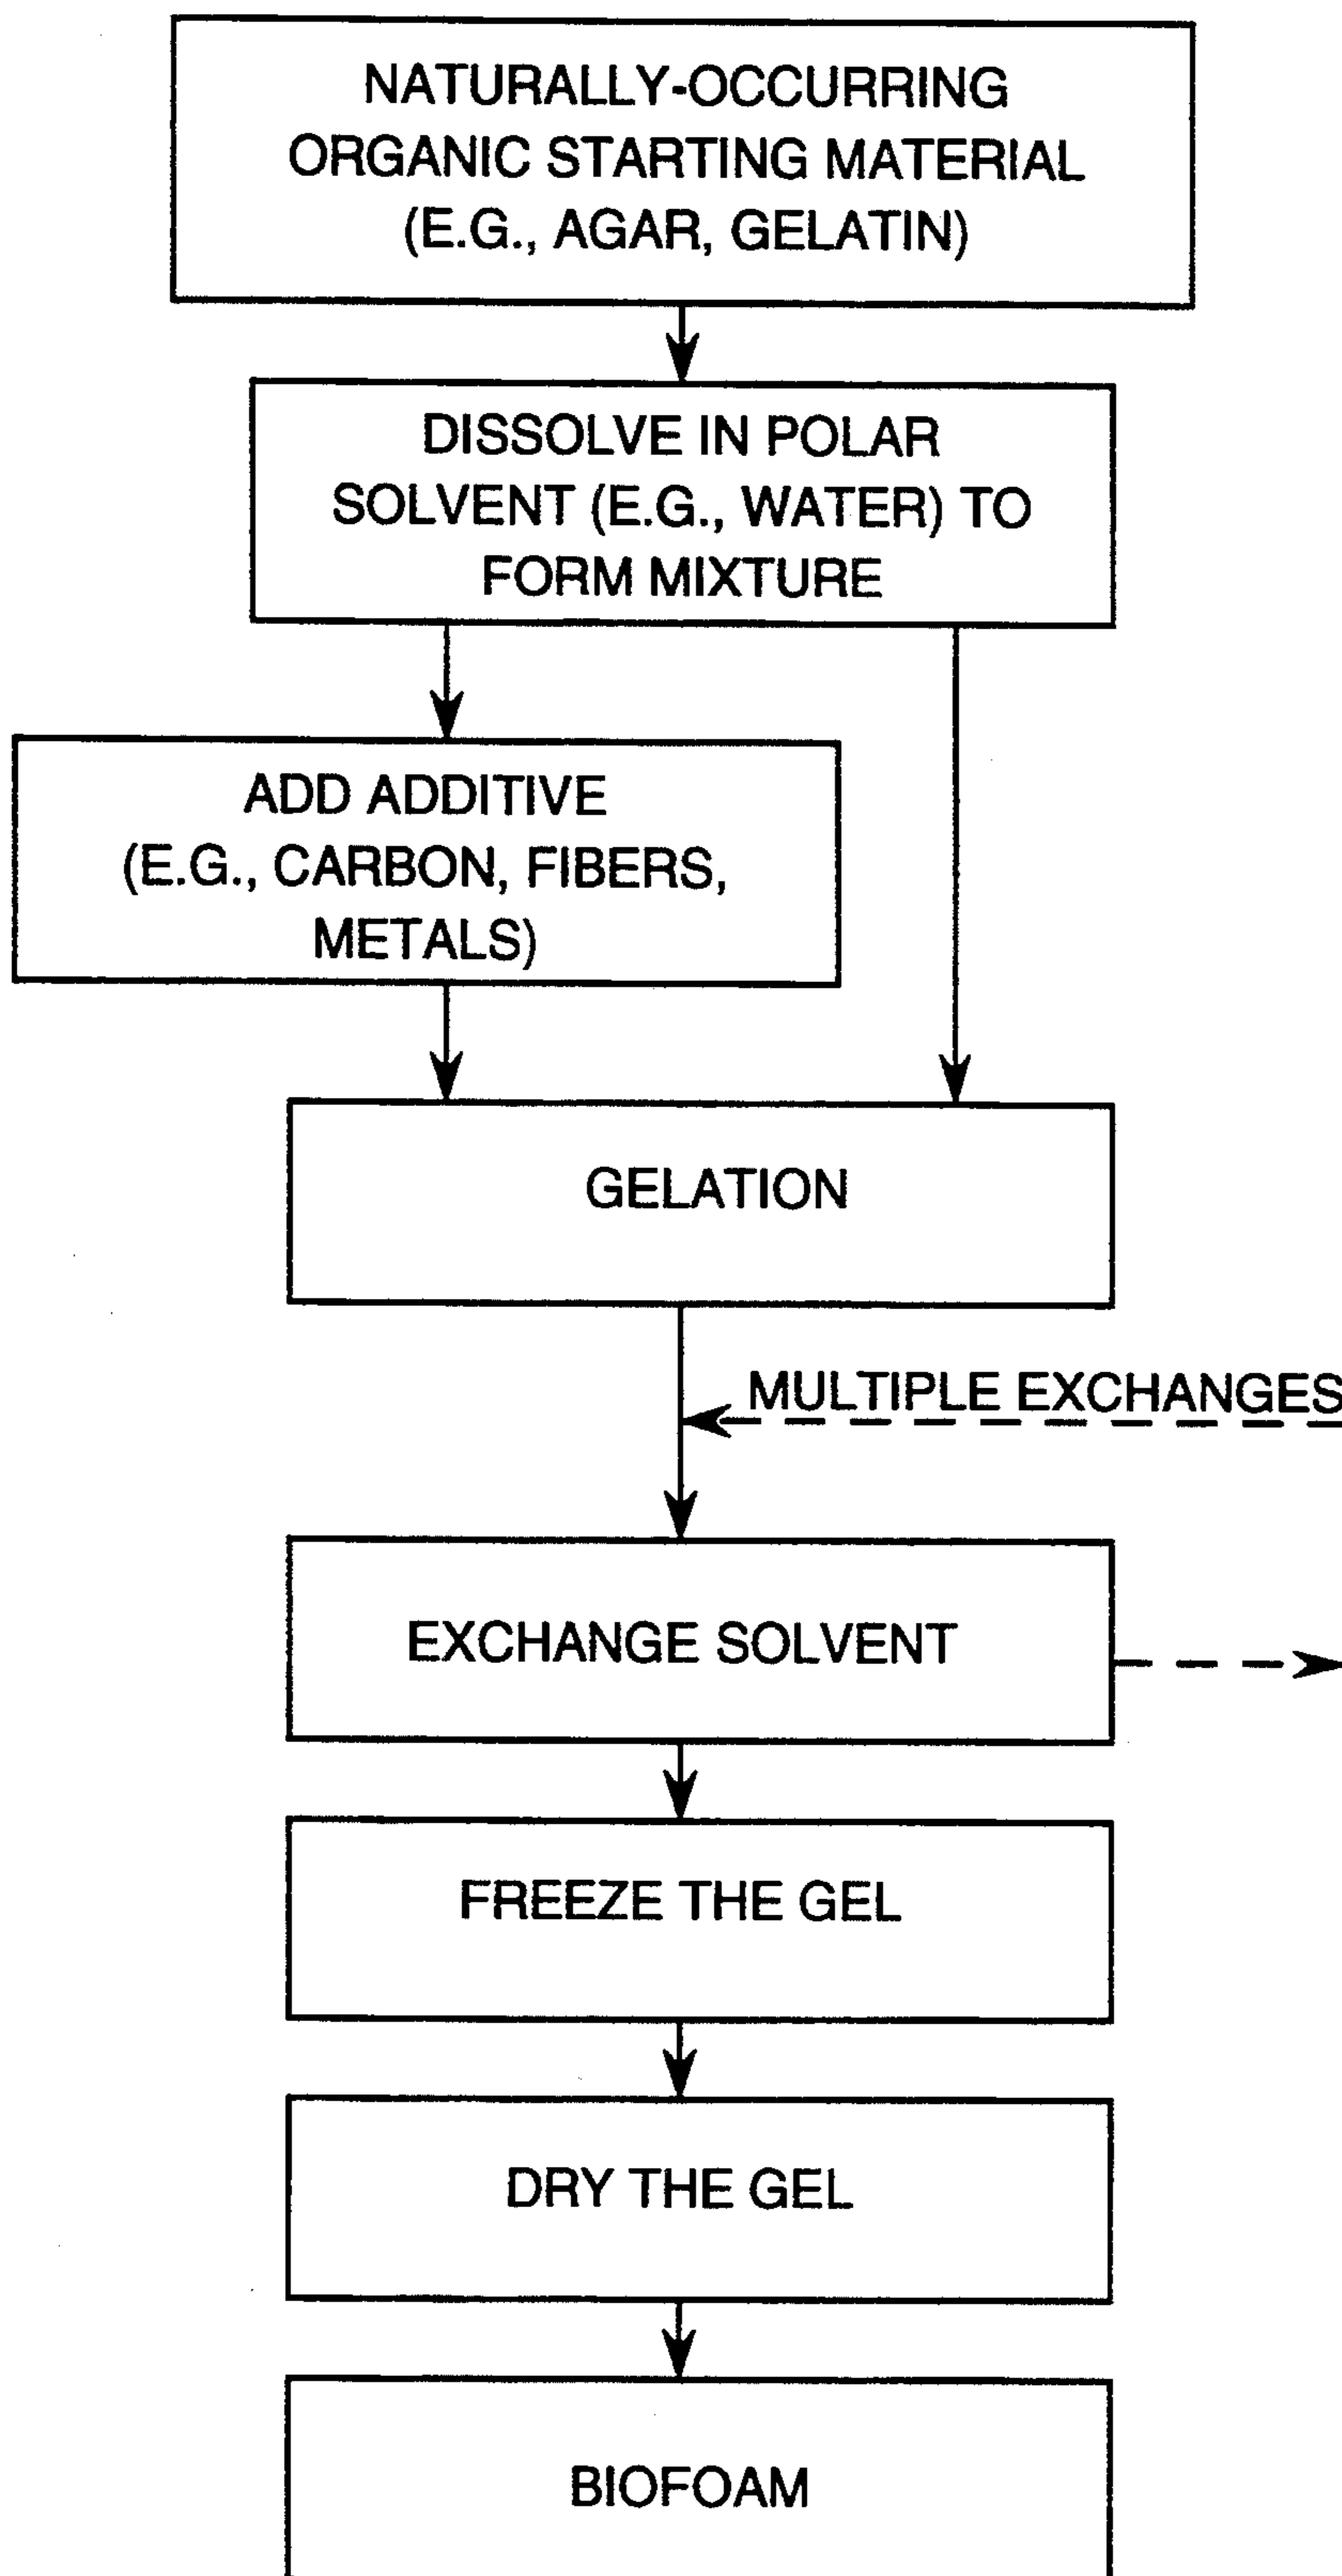 NATURALLY-OCCURRING
ORGANIC STARTING MATERIAL
(E.G., AGAR, GELATIN)
DISSOLVE IN POLAR
SOLVENT (E.G., WATER) TO
FORM MIXTURE
ADD ADDITIVE
(E.G., CARBON, FIBERS,
METALS)
GELATION
MULTIPLE EXCHANGES
EXCHANGE SOLVENT
FREEZE THE GEL
DRY THE GEL
BIOFOAM